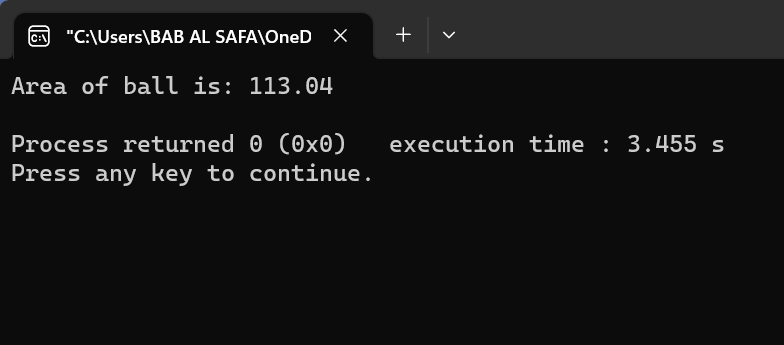 "C:\Users\BAB AL SAFA\OneD
Area of ball is: 113.04
Process returned 0 (0x0)   execution time : 3.455 s
Press any key to continue.